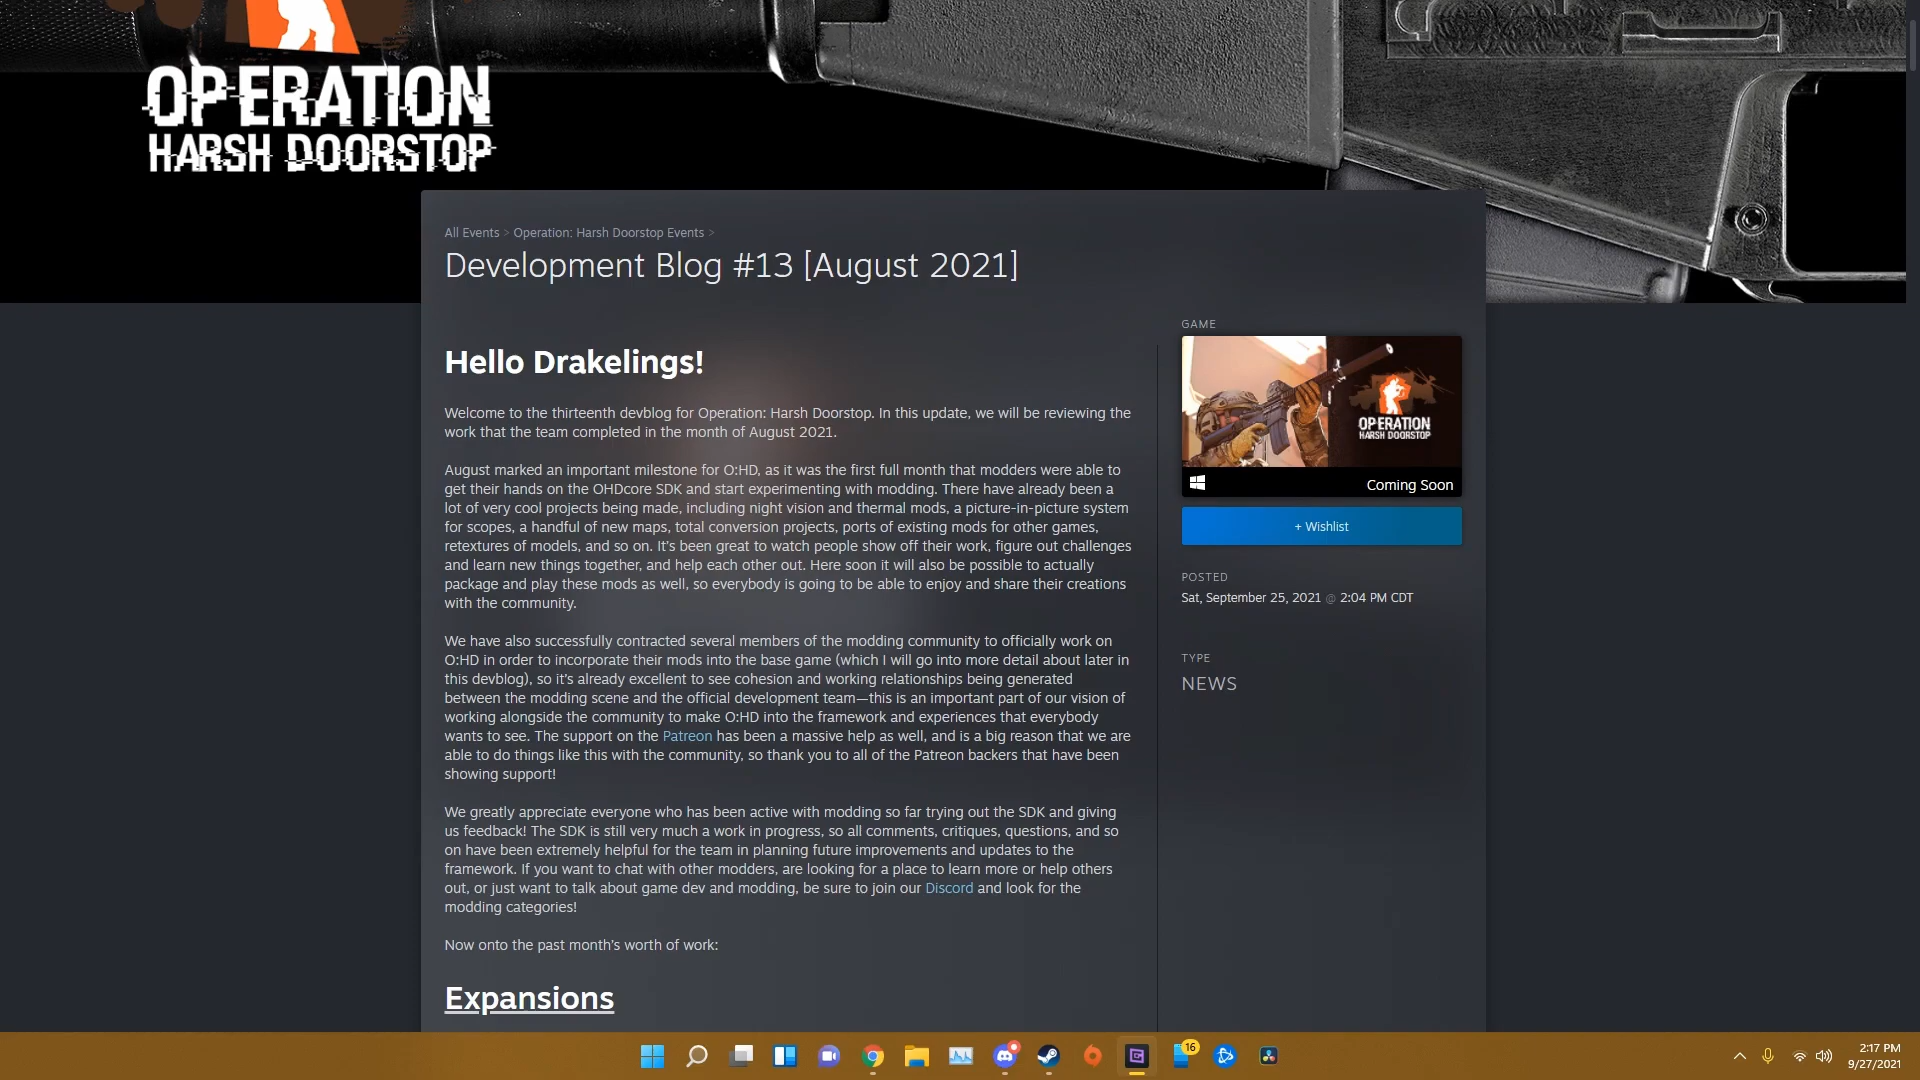 OPERATION
HARSH DOORSTOP
All Events > Operation: Harsh Doorstop Events >
Development Blog #13 [August 2021]
Hello Drakelings!
Welcome to the thirteenth devblog for Operation: Harsh Doorstop. In this update, we will be reviewing the
work that the team completed in the month of August 2021.
August marked an important milestone for O:HD, as it was the first full month that modders were able to
get their hands on the OHDcore SDK and start experimenting with modding. There have already been a
lot of very cool projects being made, including night vision and thermal mods, a picture-in-picture system
for scopes, a handful of new maps, total conversion projects, ports of existing mods for other games,
retextures of models, and so on. It's been great to watch people show off their work, figure out challenges
and learn new things together, and help each other out. Here soon it will also be possible to actually
package and play these mods as well, so everybody is going to be able to enjoy and share their creations
with the community.
We have also successfully contracted several members of the modding community to officially work on
O:HD in order to incorporate their mods into the base game (which I will go into more detail about later in
this devblog), so it's already excellent to see cohesion and working relationships being generated
between the modding scene and the official development team—this is an important part of our vision of
working alongside the community to make O:HD into the framework and experiences that everybody
wants to see. The support on the Patreon has been a massive help as well, and is a big reason that we are
able to do things like this with the community, so thank you to all of the Patreon backers that have been
showing support!
We greatly appreciate everyone who has been active with modding so far trying out the SDK and giving
us feedback! The SDK is still very much a work in progress, so all comments, critiques, questions, and so
on have been extremely helpful for the team in planning future improvements and updates to the
framework. If you want to chat with other modders, are looking for a place to learn more or help others
out, or just want to talk about game dev and modding, be sure to join our Discord and look for the
modding categories!
Now onto the past month's worth of work:
Expansions
GAME
OPERATION
HARSH DOORSTOP
Coming Soon
+ Wishlist
POSTED
Sat, September 25, 2021 @ 2:04 PM CDT
TYPE
NEWS
16
2:17 PM
9/27/2021